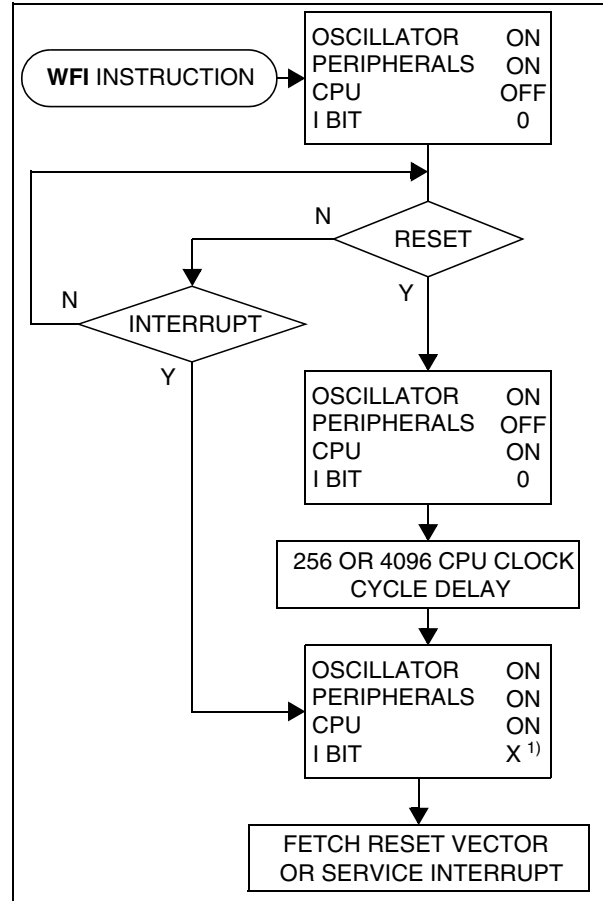 WFI INSTRUCTION
OSCILLATOR ON
PERIPHERALS ON
CPU OFF
I BIT 0
N
RESET
Y
N
INTERRUPT
Y
OSCILLATOR ON
PERIPHERALS OFF
CPU ON
I BIT 0
256 OR 4096 CPU CLOCK
CYCLE DELAY
OSCILLATOR ON
PERIPHERALS ON
CPU ON
I BIT X 1)
FETCH RESET VECTOR
OR SERVICE INTERRUPT